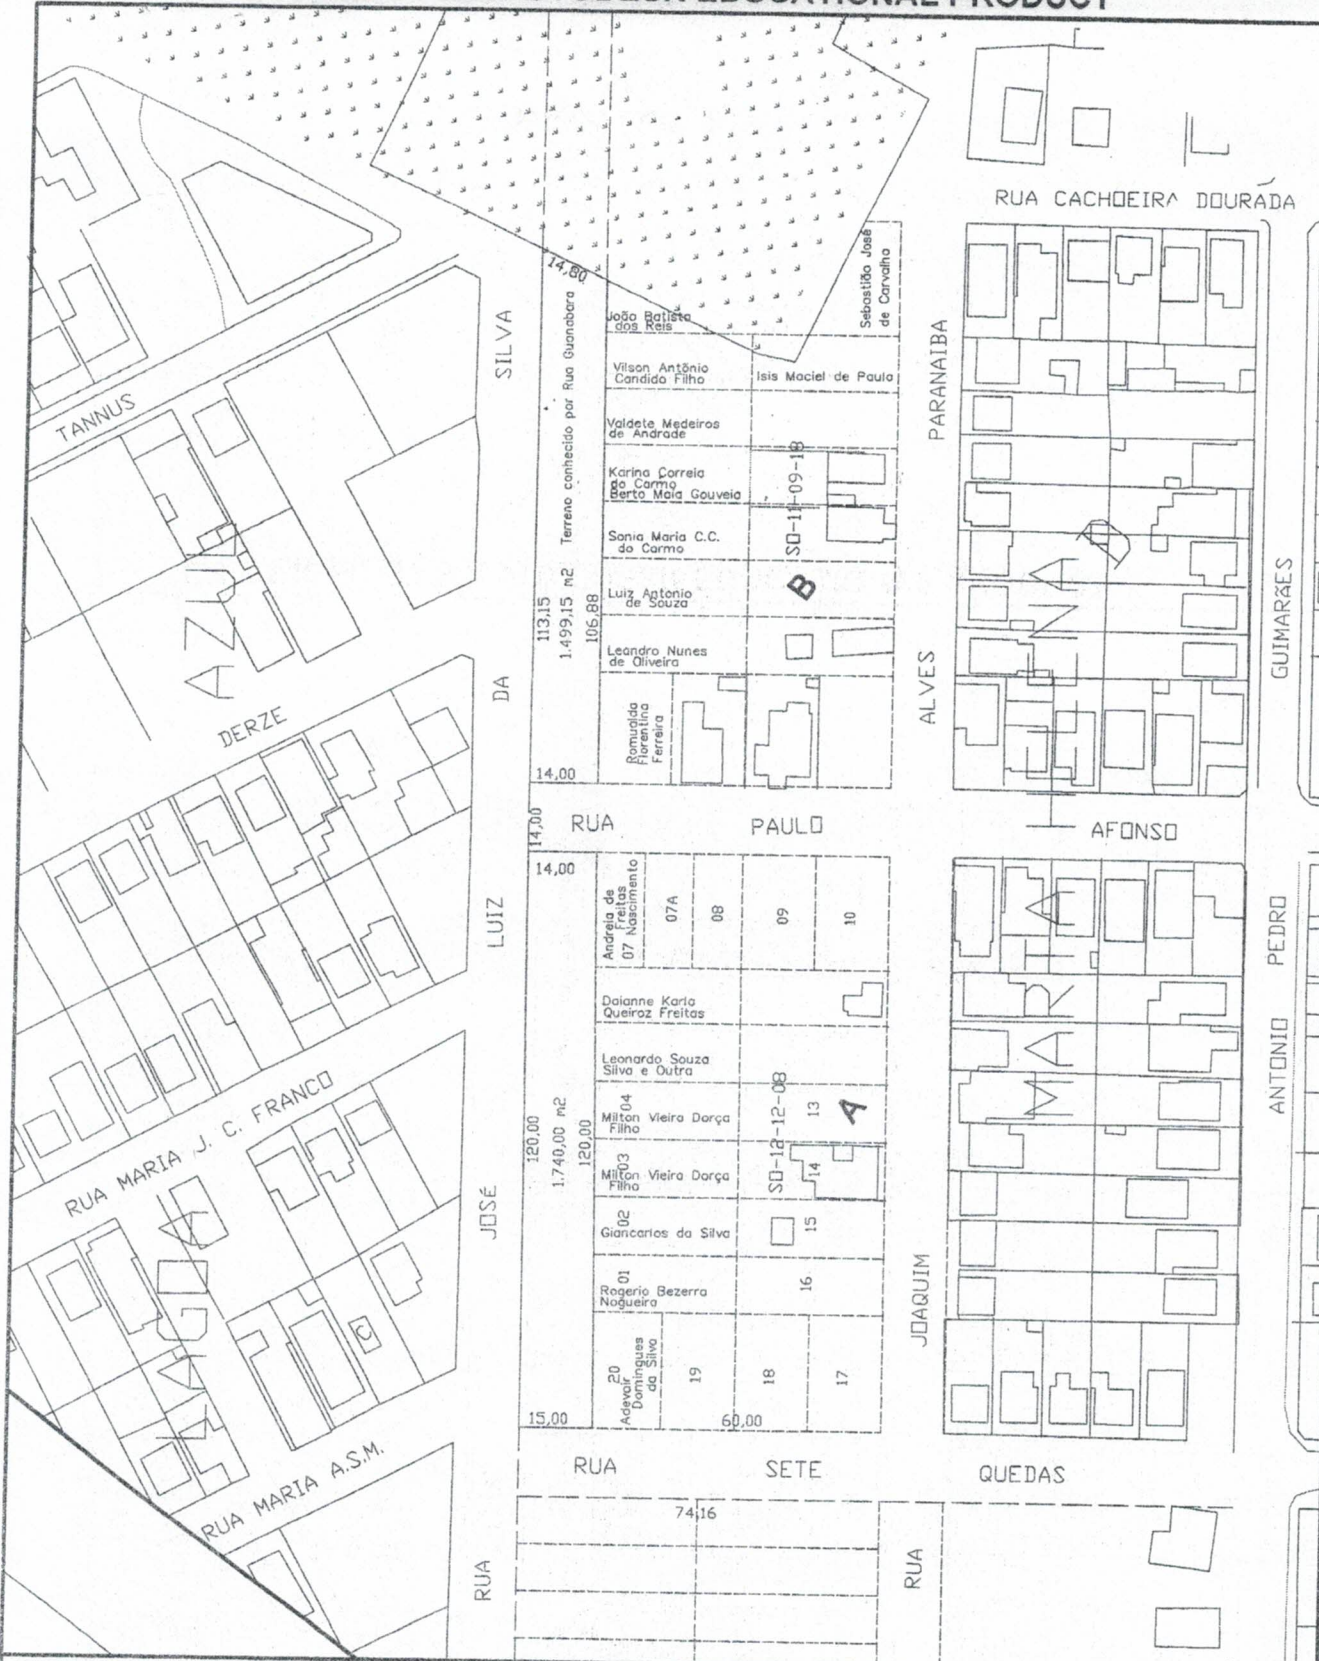 EDUCATIONAL PRODUCT
RUA CACHOEIRA DOURADA
14,80
Sebastião José
de Carvalho
SILVA
João Batista
dos Reis
Terreno conhecido por Rua Guanabara
PARANAIBA
Vilson Antônio
Candido Filho
Isis Maciel de Paula
TANNUS
Valdete Medeiros
de Andrade
Karina Correia
do Carmo
Berto Maia Gouveia
SO-11-09-18
Sonia Maria C.C.
do Carmo
113,15
1.499,15 m2
106,88
Luiz Antonio
de Souza
B
GUIMARÃES
Leandro Nunes
de Oliveira
DA
ALVES
DERZE
Romualda
Florentina
Ferreira
14,00
14,00
RUA PAULO AFONSO
14,00
Andreia de
Freitas
07 Nascimento
07A
08
09
10
LUIZ
PEDRO
Daianne Karla
Queiroz Freitas
Leonardo Souza
Silva e Outra
ANTONIO
RUA MARIA J. C. FRANCO
120,00
1.740,00 m2
120,00
04
Milton Vieira Dorça
Filho
SO-12-12-08
13
A
03
Milton Vieira Dorça
Filho
14
JOSÉ
02
Giancarlos da Silva
15
01
Rogerio Bezerra
Nogueira
16
JOAQUIM
C
20
Adevair
Domingues
da Silva
19
18
17
15,00
60,00
RUA MARIA A.S.M.
RUA SETE QUEDAS
74,16
RUA
RUA